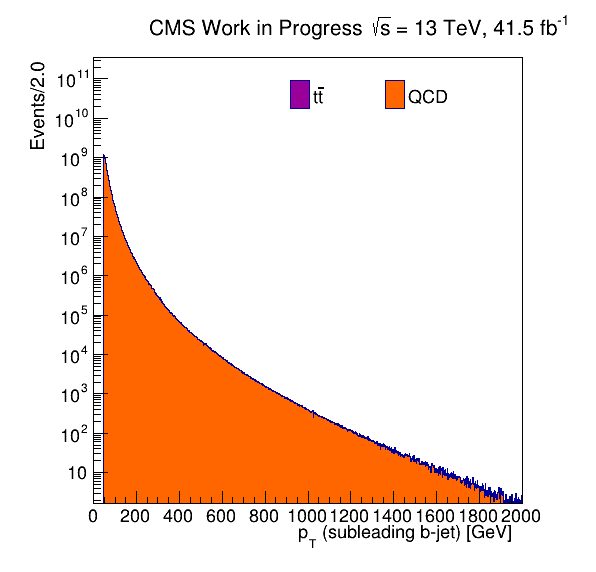 CMS Work in Progress √s = 13 TeV, 41.5 fb⁻¹
Events/2.0
10¹¹
10¹⁰
10⁹
10⁸
10⁷
10⁶
10⁵
10⁴
10³
10²
10
tt̄
QCD
0 200 400 600 800 1000 1200 1400 1600 1800 2000
p_T (subleading b-jet) [GeV]